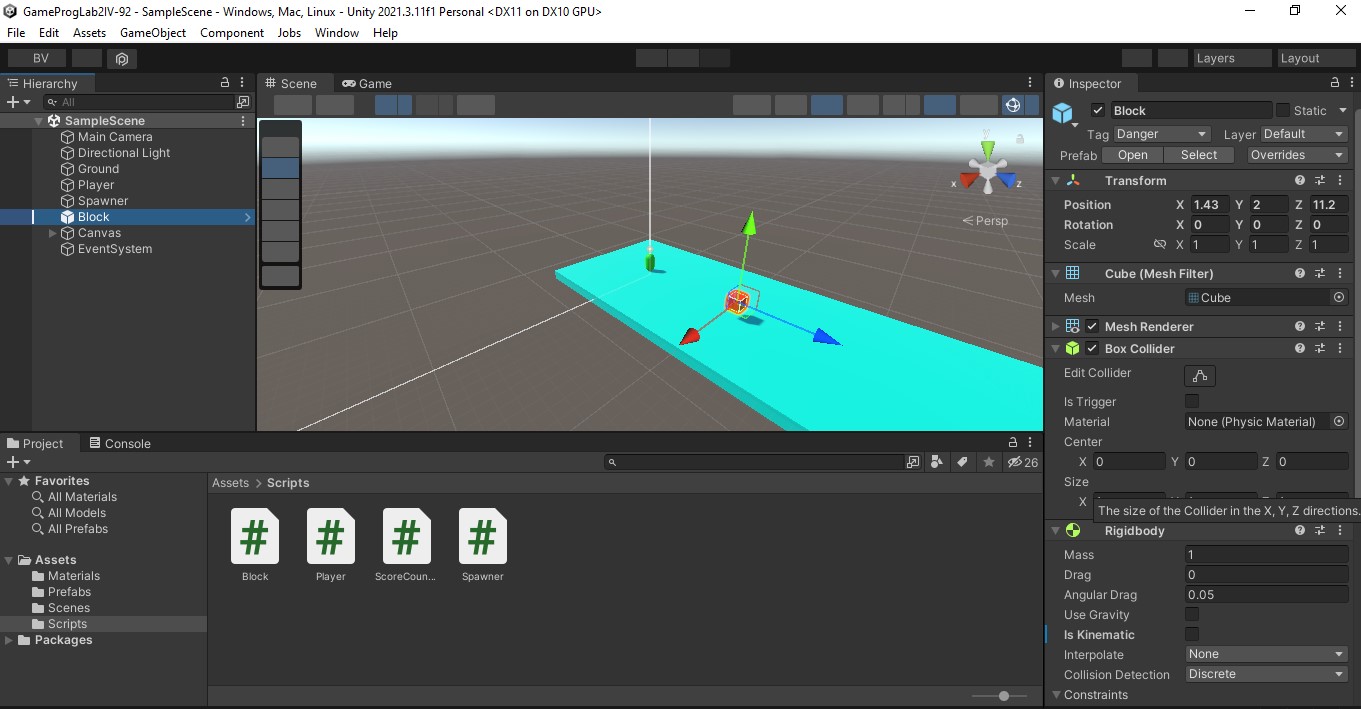 GameProgLab2IV-92 - SampleScene - Windows, Mac, Linux - Unity 2021.3.11f1 Personal <DX11 on DX10 GPU>
File Edit Assets GameObject Component Jobs Window Help
BV Layers Layout
Hierarchy
All
SampleScene
Main Camera
Directional Light
Ground
Player
Spawner
Block
Canvas
EventSystem
Scene Game
y
x z
Persp
Inspector
Block Static
Tag Danger Layer Default
Prefab Open Select Overrides
Transform
Position X 1.43 Y 2 Z 11.2
Rotation X 0 Y 0 Z 0
Scale X 1 Y 1 Z 1
Cube (Mesh Filter)
Mesh Cube
Mesh Renderer
Box Collider
Edit Collider
Is Trigger
Material None (Physic Material)
Center
X 0 Y 0 Z 0
Size
X
The size of the Collider in the X, Y, Z directions.
Rigidbody
Mass 1
Drag 0
Angular Drag 0.05
Use Gravity
Is Kinematic
Interpolate None
Collision Detection Discrete
Constraints
Project Console
26
Favorites
All Materials
All Models
All Prefabs
Assets
Materials
Prefabs
Scenes
Scripts
Packages
Assets > Scripts
# # # #
Block Player ScoreCoun... Spawner